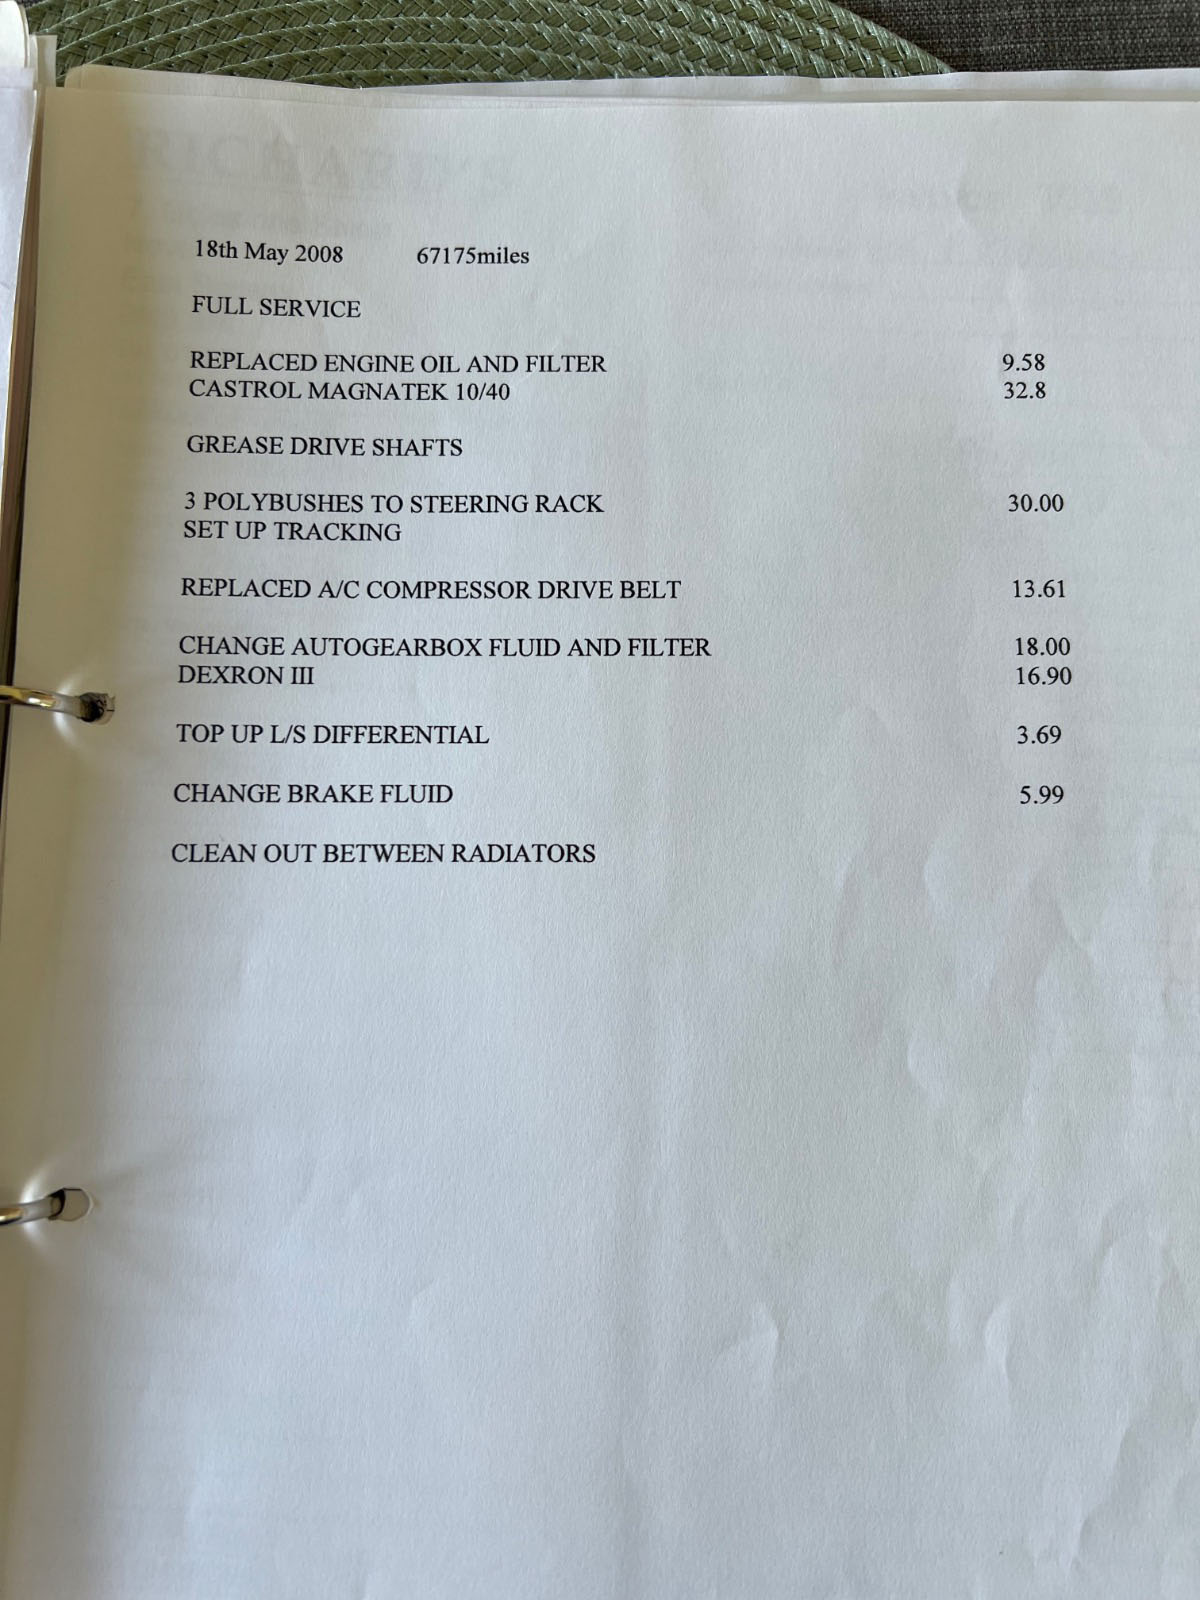 18th May 2008 67175miles
FULL SERVICE
REPLACED ENGINE OIL AND FILTER 9.58
CASTROL MAGNATEK 10/40 32.8
GREASE DRIVE SHAFTS
3 POLYBUSHES TO STEERING RACK 30.00
SET UP TRACKING
REPLACED A/C COMPRESSOR DRIVE BELT 13.61
CHANGE AUTOGEARBOX FLUID AND FILTER 18.00
DEXRON III 16.90
TOP UP L/S DIFFERENTIAL 3.69
CHANGE BRAKE FLUID 5.99
CLEAN OUT BETWEEN RADIATORS